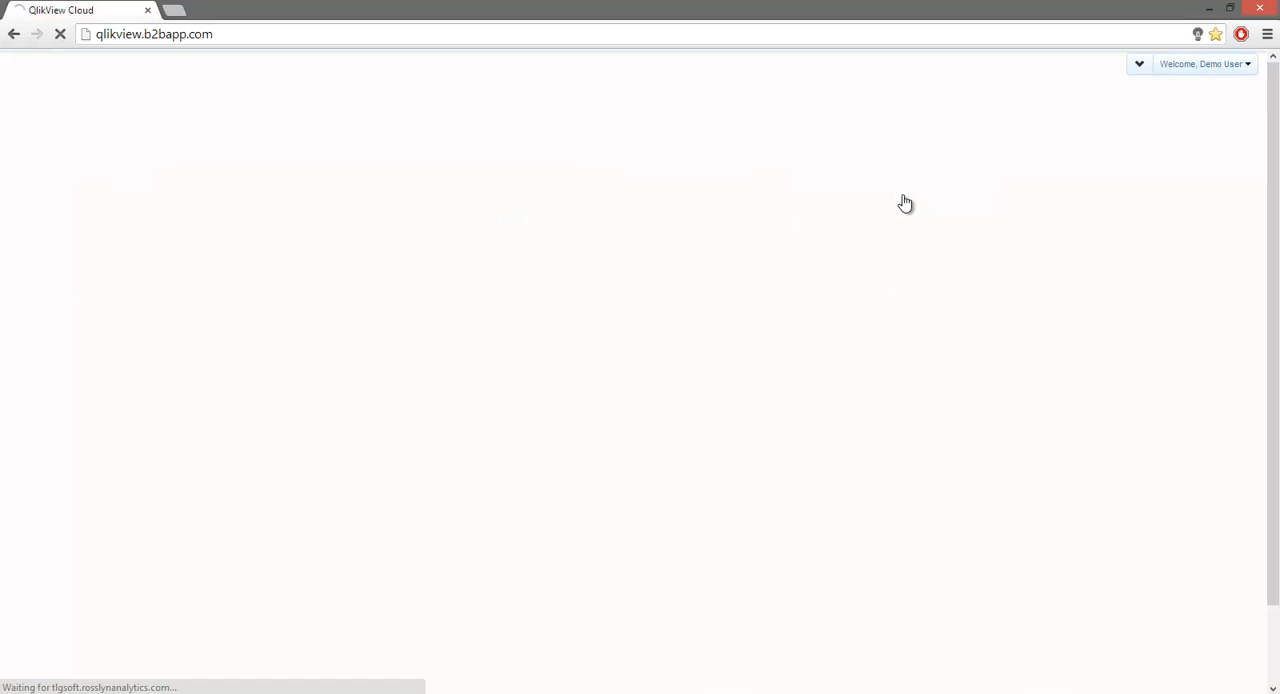 QlikView Cloud
qlikview.b2bapp.com
Welcome, Demo User
Waiting for tlgsoft.rosslynanalytics.com...